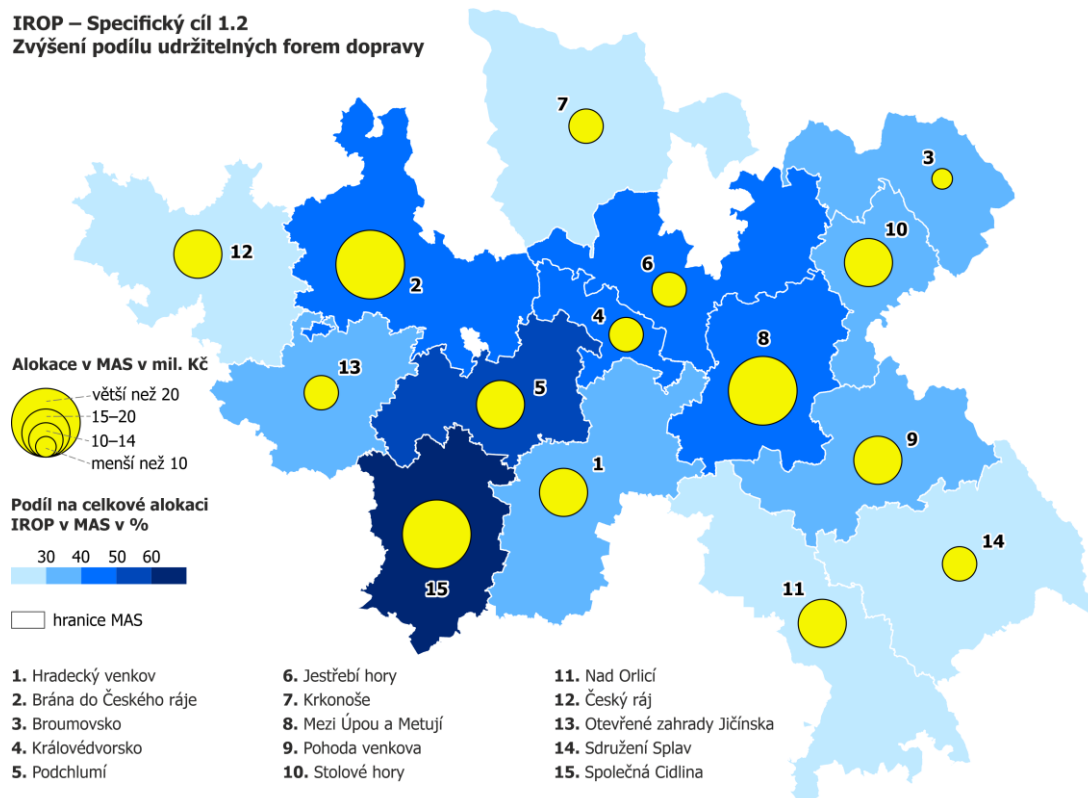 IROP – Specifický cíl 1.2
Zvýšení podílu udržitelných forem dopravy
7
3
12
10
2
6
4
8
13
5
9
1
14
11
15
Alokace v MAS v mil. Kč
větší než 20
15–20
10–14
menší než 10
Podíl na celkové alokaci
IROP v MAS v %
30 40 50 60
hranice MAS
1. Hradecký venkov
2. Brána do Českého ráje
3. Broumovsko
4. Královédvorsko
5. Podchlumí
6. Jestřebí hory
7. Krkonoše
8. Mezi Úpou a Metují
9. Pohoda venkova
10. Stolové hory
11. Nad Orlicí
12. Český ráj
13. Otevřené zahrady Jičínska
14. Sdružení Splav
15. Společná Cidlina